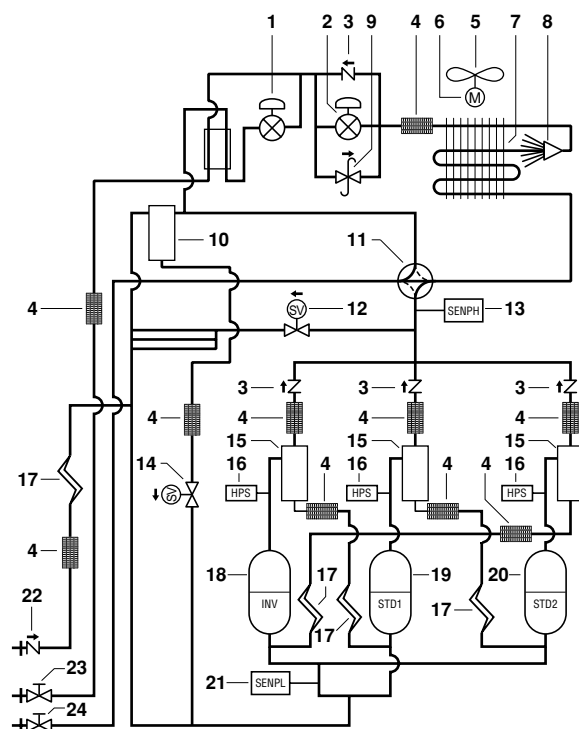 1 2 3 9 4 6 5 7 8
M
10 11
SV 12 SENPH 13
4
3 3 3
4 4 4 4
15 15 15
17 14 SV 16 16 16 4 4
HPS HPS HPS
4
18 17 19 20
INV STD1 STD2
22 17 17
23 21 SENPL
24